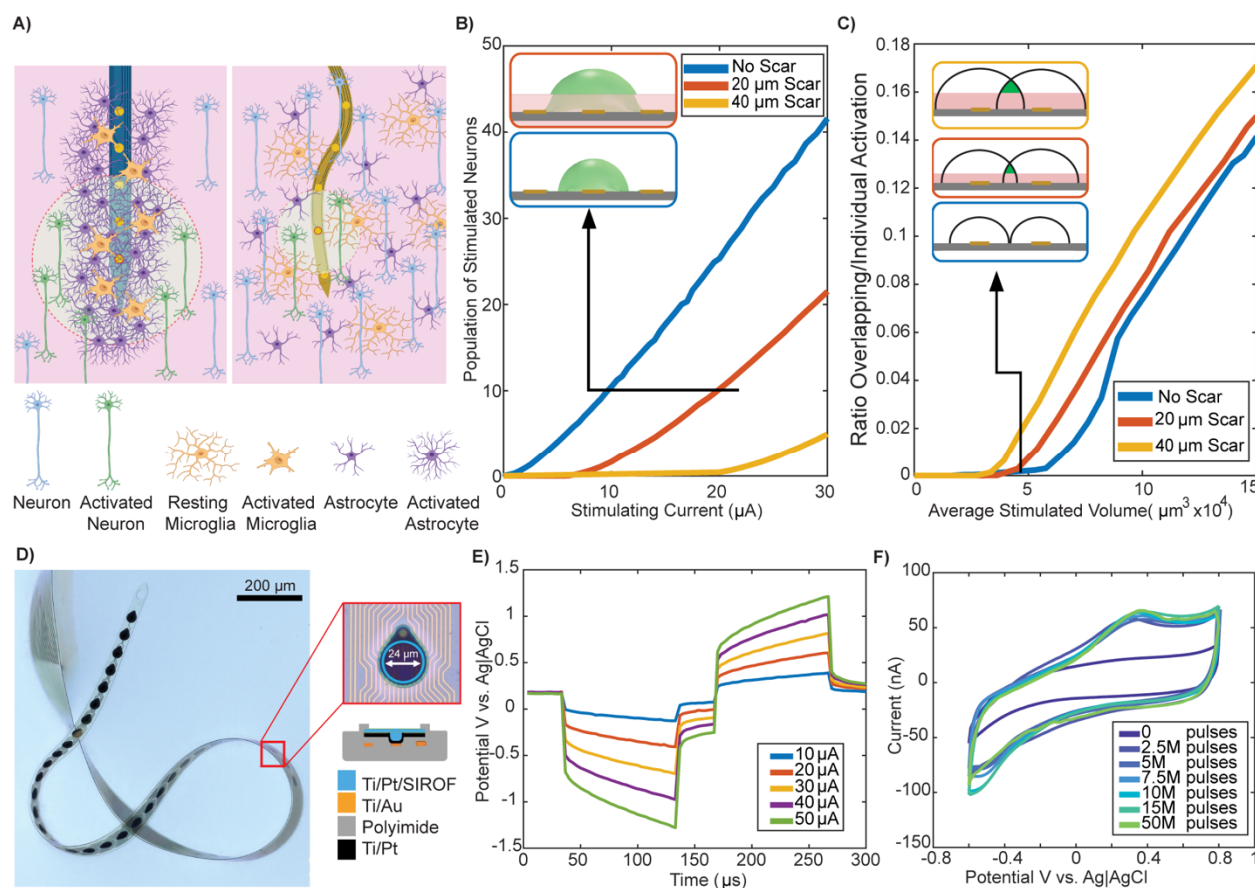 A)
Neuron
Activated
Neuron
Resting
Microglia
Activated
Microglia
Astrocyte
Activated
Astrocyte
B)
50
40
30
20
10
0
Population of Stimulated Neurons
No Scar
20 µm Scar
40 µm Scar
0
10
20
30
Stimulating Current (µA)
C)
0.18
0.16
0.14
0.12
0.1
0.08
0.06
0.04
0.02
0
Ratio Overlapping/Individual Activation
No Scar
20 µm Scar
40 µm Scar
0
5
10
15
Average Stimulated Volume( µm³ x10⁴)
D)
200 µm
24 µm
Ti/Pt/SIROF
Ti/Au
Polyimide
Ti/Pt
E)
1.5
1
0.5
0
-0.5
-1
-1.5
Potential V vs. Ag|AgCl
10 µA
20 µA
30 µA
40 µA
50 µA
0
50
100
150
200
250
300
Time (µs)
F)
100
50
0
-50
-100
-150
Current (nA)
0 pulses
2.5M pulses
5M pulses
7.5M pulses
10M pulses
15M pulses
50M pulses
-0.8
-0.4
0
0.4
0.8
1
Potential V vs. Ag|AgCl